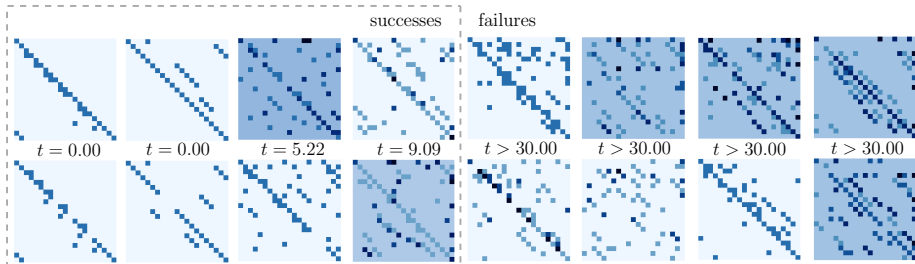 successes failures
t = 0.00 t = 0.00 t = 5.22 t = 9.09 t > 30.00 t > 30.00 t > 30.00 t > 30.00